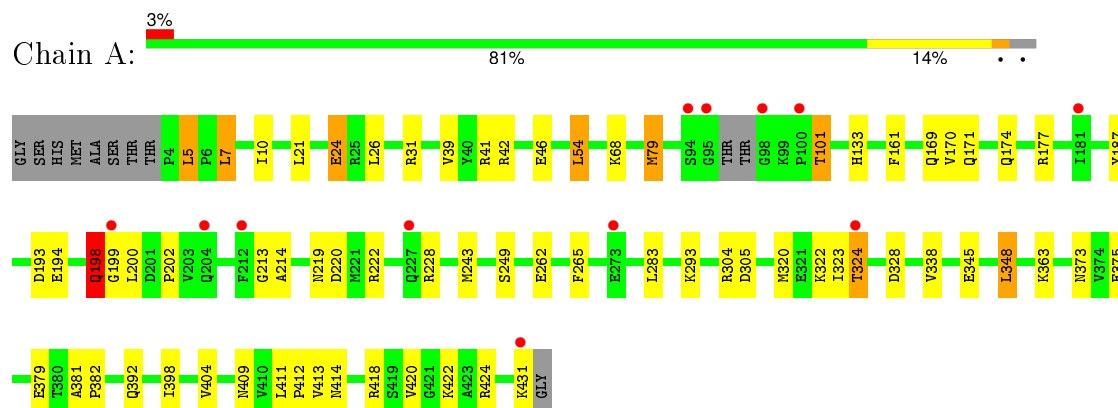 3%
Chain A:
81% 14% • •
GLY SER HIS MET ALA SER THR THR P4 L5 P6 L7 I10 L21 E24 R25 L26 R31 V39 Y40 R41 R42 E46 L54 K68 M79 S94 G95 THR THR G98 K99 P100 T101 H133 F161 Q169 V170 Q171 Q174 R177 I181 Y187
D193 E194 Q198 G199 L200 D201 P202 V203 Q204 F212 G213 A214 N219 D220 M221 R222 Q227 R228 M243 S249 E262 F265 E273 L283 K293 R304 D305 M320 E321 K322 I323 T324 D328 V338 E345 L348 K363 N373 V374
E379 T380 A381 P382 Q392 I398 V404 N409 V410 L411 P412 V413 N414 R418 S419 V420 G421 K422 A423 R424 K431 GLY